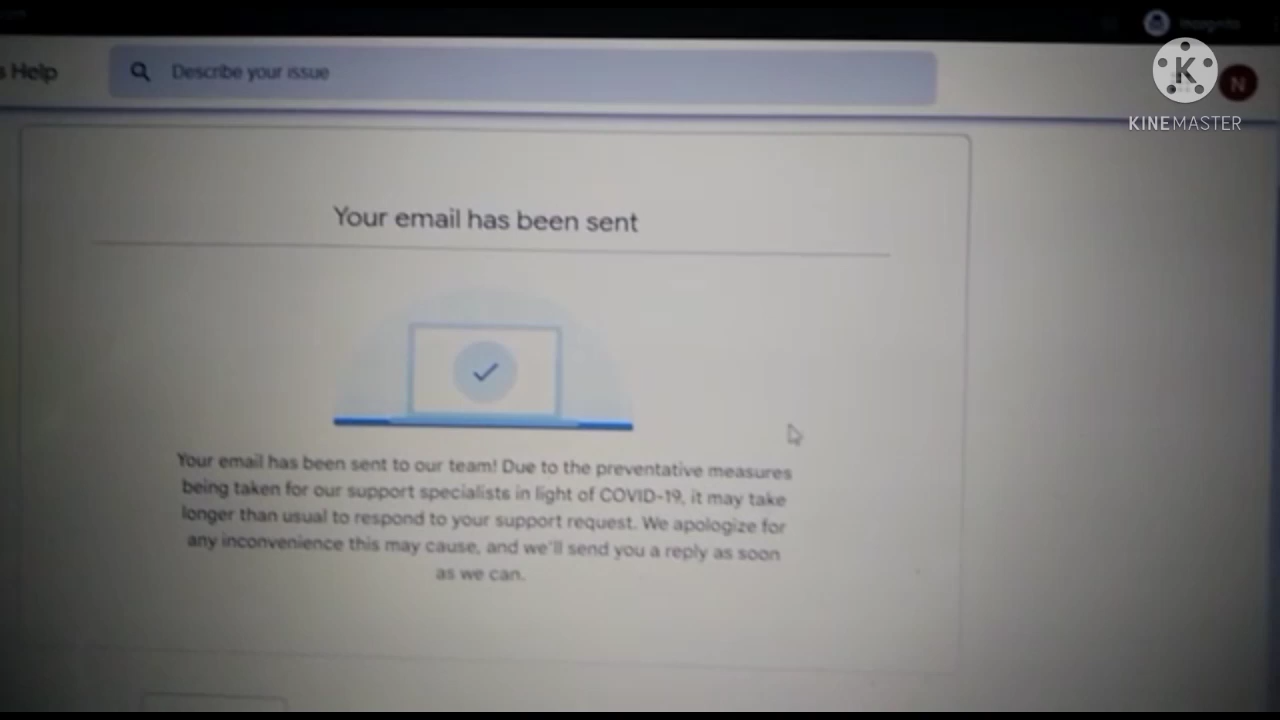 Incognito
s Help
Describe your issue
N
K
KINEMASTER
Your email has been sent
Your email has been sent to our team! Due to the preventative measures
being taken for our support specialists in light of COVID-19, it may take
longer than usual to respond to your support request. We apologize for
any inconvenience this may cause, and we'll send you a reply as soon
as we can.